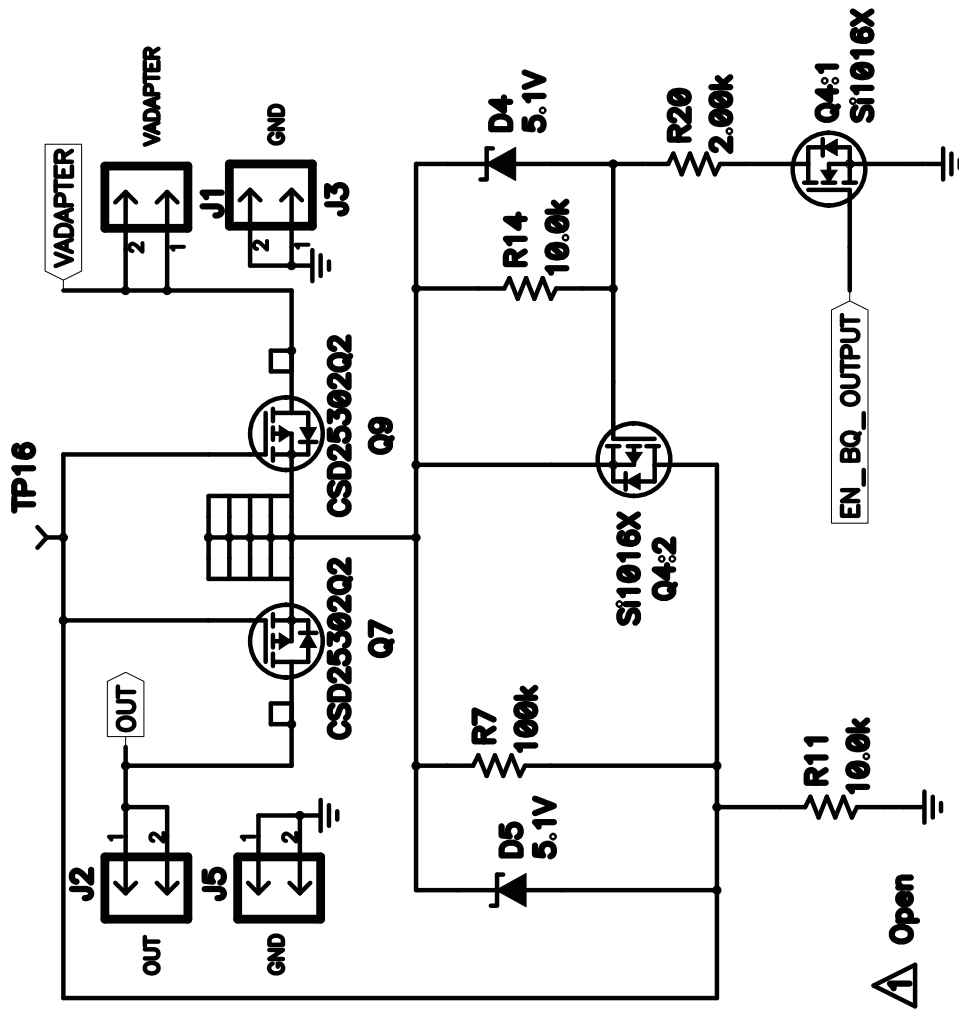 TP16
VADAPTER
VADAPTER
2
1
J1
GND
2
1
J3
OUT
J2
1
2
OUT
J5
1
2
GND
CSD25302Q2
Q7
CSD25302Q2
Q9
D5
5.1V
R7
100k
Si1016X
Q4:2
R14
10.0k
D4
5.1V
R20
2.00k
Q4:1
Si1016X
EN_BQ_OUTPUT
R11
10.0k
1 Open